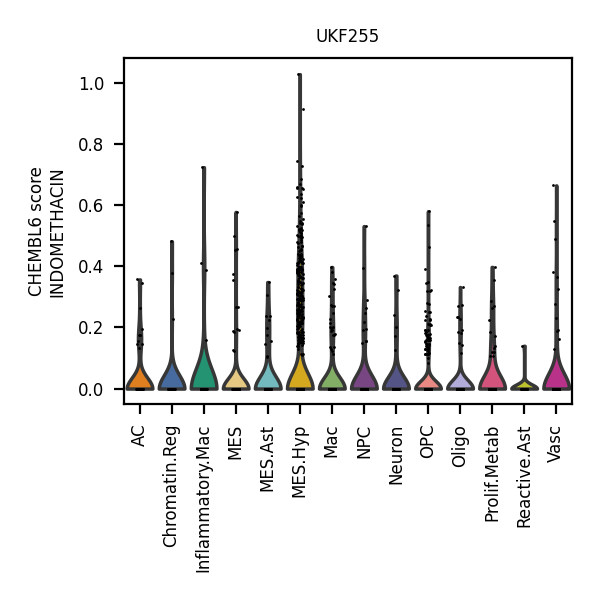 UKF255
CHEMBL6 score
INDOMETHACIN
1.0
0.8
0.6
0.4
0.2
0.0
AC
Chromatin.Reg
Inflammatory.Mac
MES
MES.Ast
MES.Hyp
Mac
NPC
Neuron
OPC
Oligo
Prolif.Metab
Reactive.Ast
Vasc